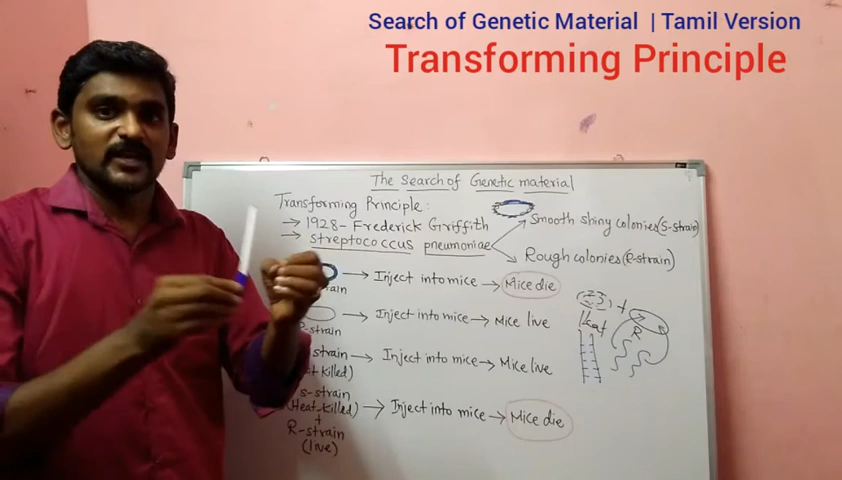 Search of Genetic Material | Tamil Version
Transforming Principle
The Search of Genetic material
Transforming Principle:
→ 1928 - Frederick Griffith
→ streptococcus pneumoniae
Smooth shiny colonies (S-strain)
Rough colonies (R-strain)
→ Inject into mice → Mice die
R-strain → Inject into mice → Mice live
strain → Inject into mice → Mice live
killed)
S-strain
(Heat-killed) → Inject into mice → Mice die
+
R-strain
(live)
+
R